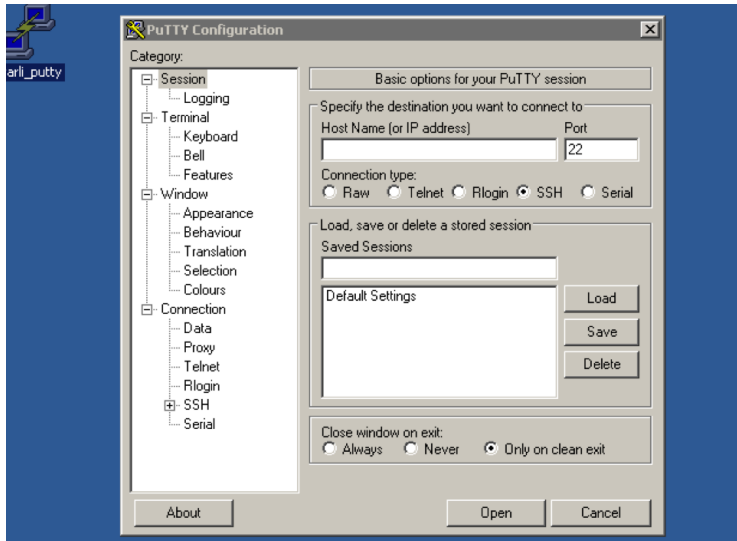 PuTTY Configuration
arli_putty
Category:
Session
Logging
Terminal
Keyboard
Bell
Features
Window
Appearance
Behaviour
Translation
Selection
Colours
Connection
Data
Proxy
Telnet
Rlogin
SSH
Serial
Basic options for your PuTTY session
Specify the destination you want to connect to
Host Name (or IP address) Port
22
Connection type:
Raw Telnet Rlogin SSH Serial
Load, save or delete a stored session
Saved Sessions
Default Settings
Load
Save
Delete
Close window on exit:
Always Never Only on clean exit
About Open Cancel